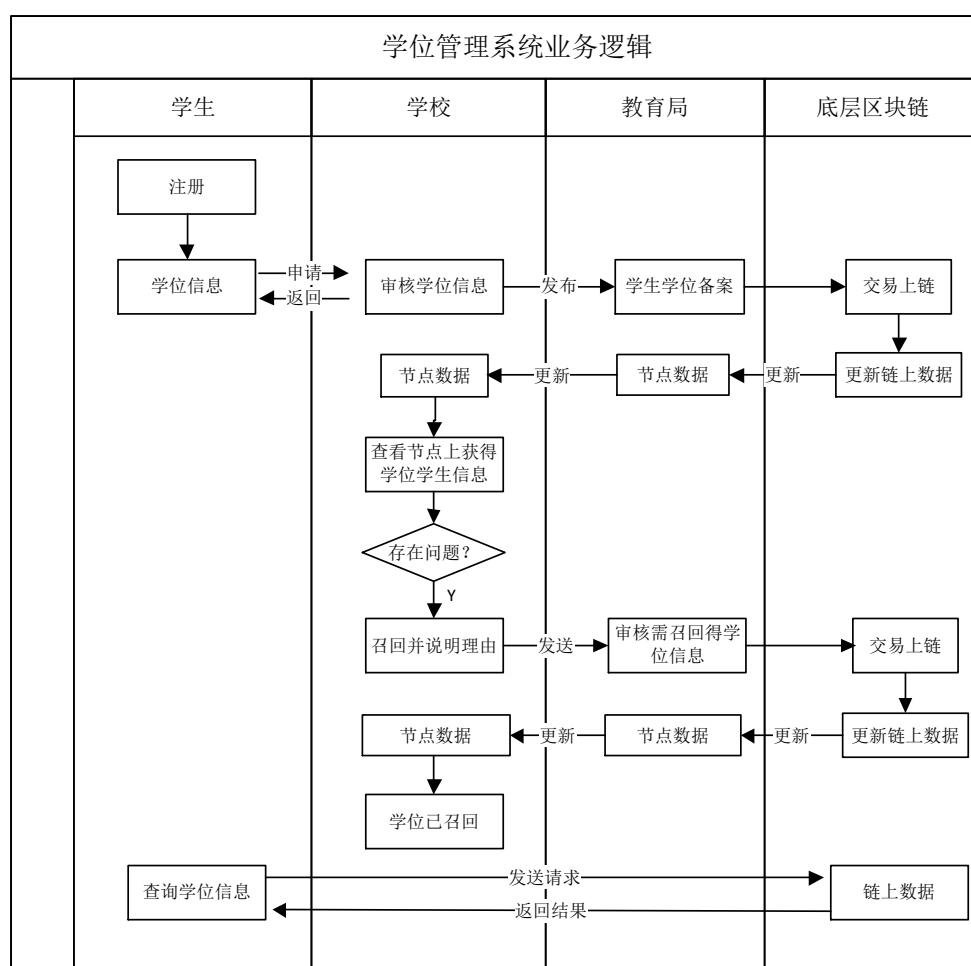 学位管理系统业务逻辑
学生
学校
教育局
底层区块链
注册
学位信息
申请
返回
审核学位信息
发布
学生学位备案
交易上链
节点数据
更新
节点数据
更新
更新链上数据
查看节点上获得
学位学生信息
存在问题？
Y
召回并说明理由
发送
审核需召回得学
位信息
交易上链
节点数据
更新
节点数据
更新
更新链上数据
学位已召回
查询学位信息
发送请求
返回结果
链上数据